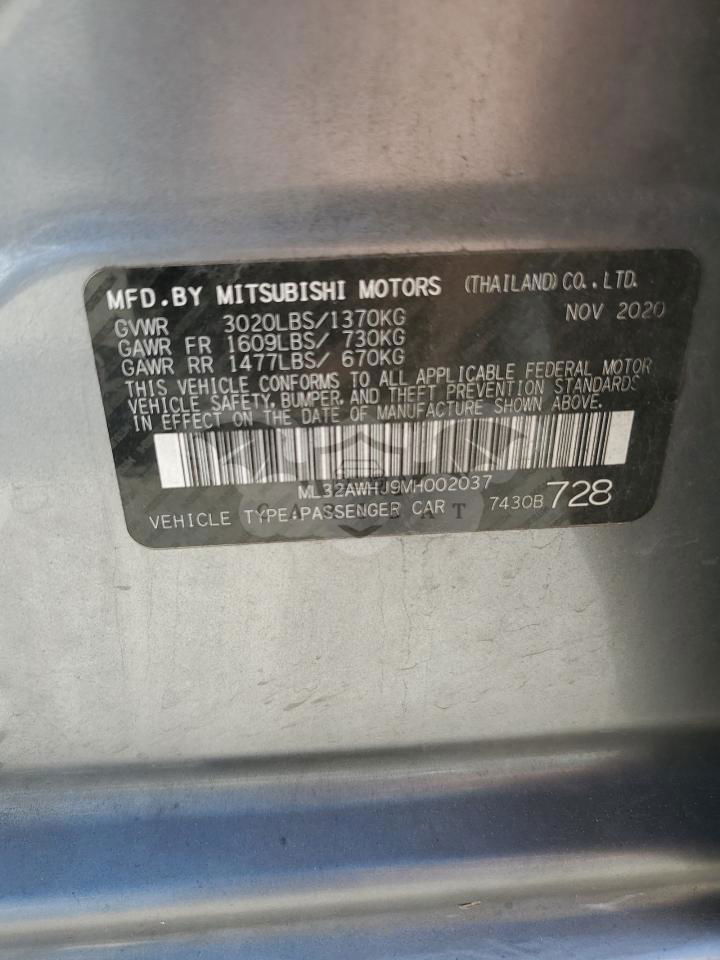 MFD.BY MITSUBISHI MOTORS (THAILAND) CO.,LTD.
NOV 2020
GVWR 3020LBS/1370KG
GAWR FR 1609LBS/ 730KG
GAWR RR 1477LBS/ 670KG
THIS VEHICLE CONFORMS TO ALL APPLICABLE FEDERAL MOTOR
VEHICLE SAFETY, BUMPER, AND THEFT PREVENTION STANDARDS
IN EFFECT ON THE DATE OF MANUFACTURE SHOWN ABOVE.
ML32AWHJ9MH002037
VEHICLE TYPE:PASSENGER CAR 7430B 728